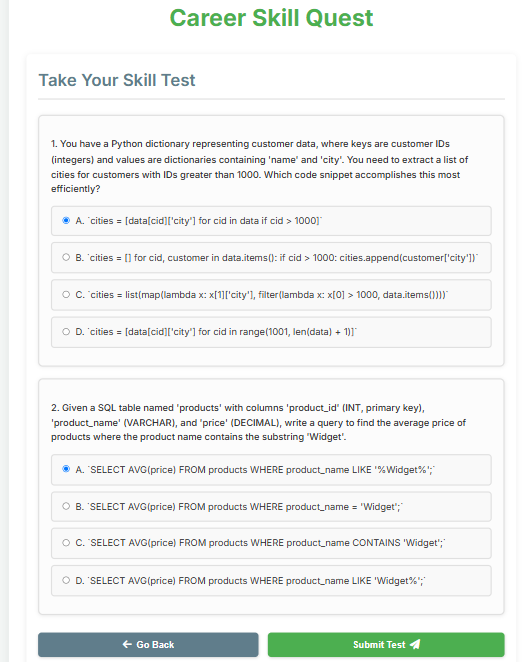 Career Skill Quest
Take Your Skill Test
1. You have a Python dictionary representing customer data, where keys are customer IDs
(integers) and values are dictionaries containing 'name' and 'city'. You need to extract a list of
cities for customers with IDs greater than 1000. Which code snippet accomplishes this most
efficiently?
A. `cities = [data[cid]['city'] for cid in data if cid > 1000]`
B. `cities = [] for cid, customer in data.items(): if cid > 1000: cities.append(customer['city'])`
C. `cities = list(map(lambda x: x[1]['city'], filter(lambda x: x[0] > 1000, data.items())))`
D. `cities = [data[cid]['city'] for cid in range(1001, len(data) + 1)]`
2. Given a SQL table named 'products' with columns 'product_id' (INT, primary key),
'product_name' (VARCHAR), and 'price' (DECIMAL), write a query to find the average price of
products where the product name contains the substring 'Widget'.
A. `SELECT AVG(price) FROM products WHERE product_name LIKE '%Widget%';`
B. `SELECT AVG(price) FROM products WHERE product_name = 'Widget';`
C. `SELECT AVG(price) FROM products WHERE product_name CONTAINS 'Widget';`
D. `SELECT AVG(price) FROM products WHERE product_name LIKE 'Widget%';`
← Go Back
Submit Test